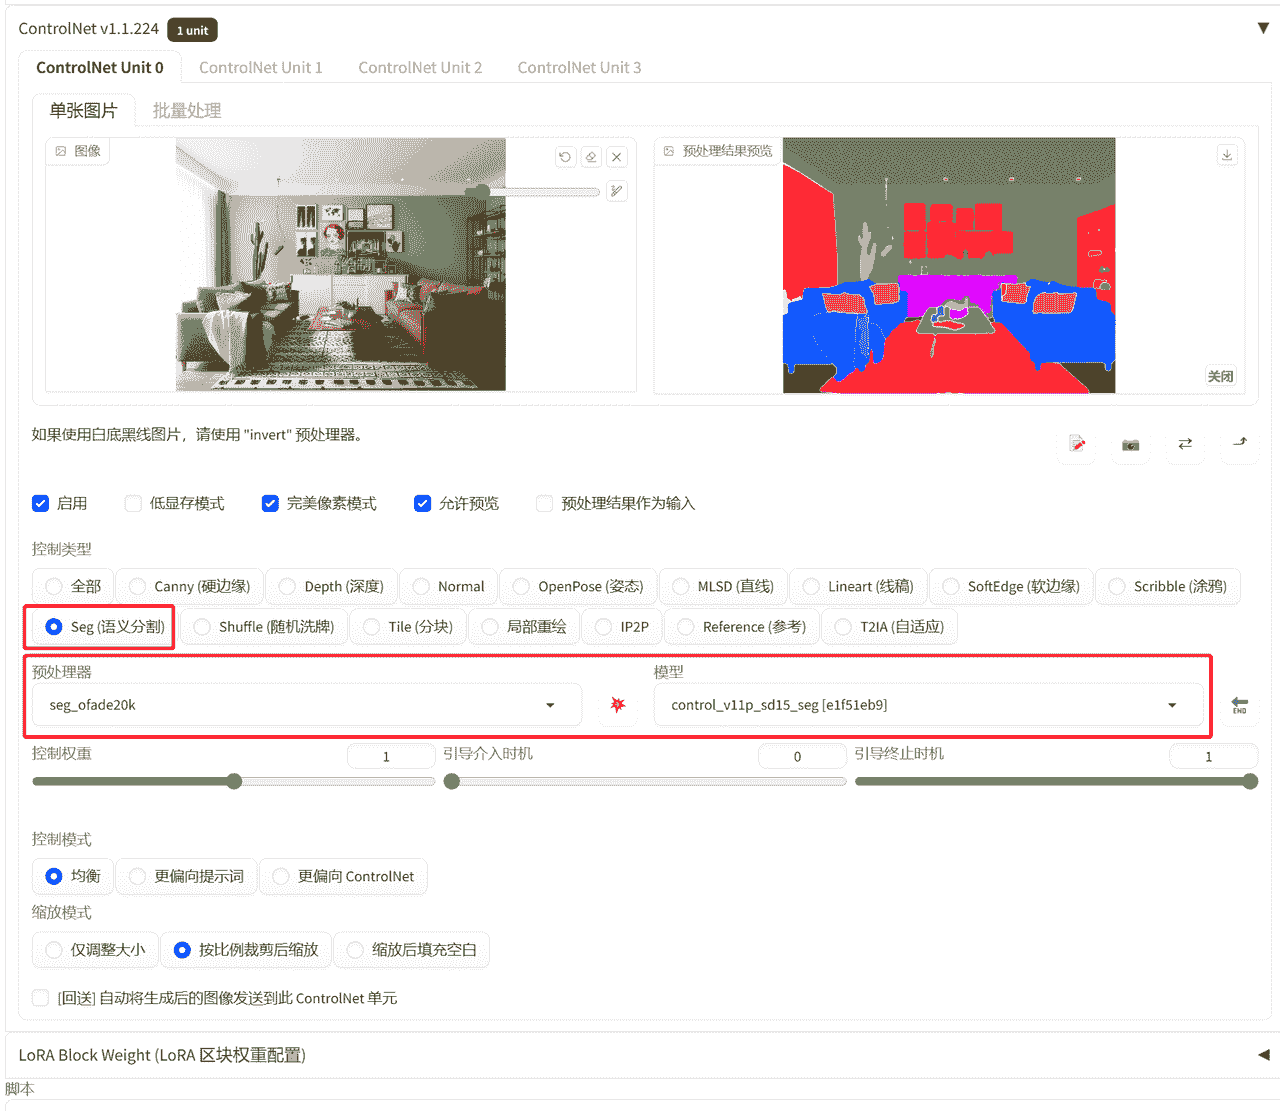 ControlNet v1.1.224 1 unit
ControlNet Unit 0 ControlNet Unit 1 ControlNet Unit 2 ControlNet Unit 3
单张图片 批量处理
图像 预处理结果预览
关闭
如果使用白底黑线图片，请使用 "invert" 预处理器。
启用 低显存模式 完美像素模式 允许预览 预处理结果作为输入
控制类型
全部 Canny (硬边缘) Depth (深度) Normal OpenPose (姿态) MLSD (直线) Lineart (线稿) SoftEdge (软边缘) Scribble (涂鸦)
Seg (语义分割) Shuffle (随机洗牌) Tile (分块) 局部重绘 IP2P Reference (参考) T2IA (自适应)
预处理器 模型
seg_ofade20k control_v11p_sd15_seg [e1f51eb9]
END
控制权重 1 引导介入时机 0 引导终止时机 1
控制模式
均衡 更偏向提示词 更偏向 ControlNet
缩放模式
仅调整大小 按比例裁剪后缩放 缩放后填充空白
[回送] 自动将生成后的图像发送到此 ControlNet 单元
LoRA Block Weight (LoRA 区块权重配置)
脚本